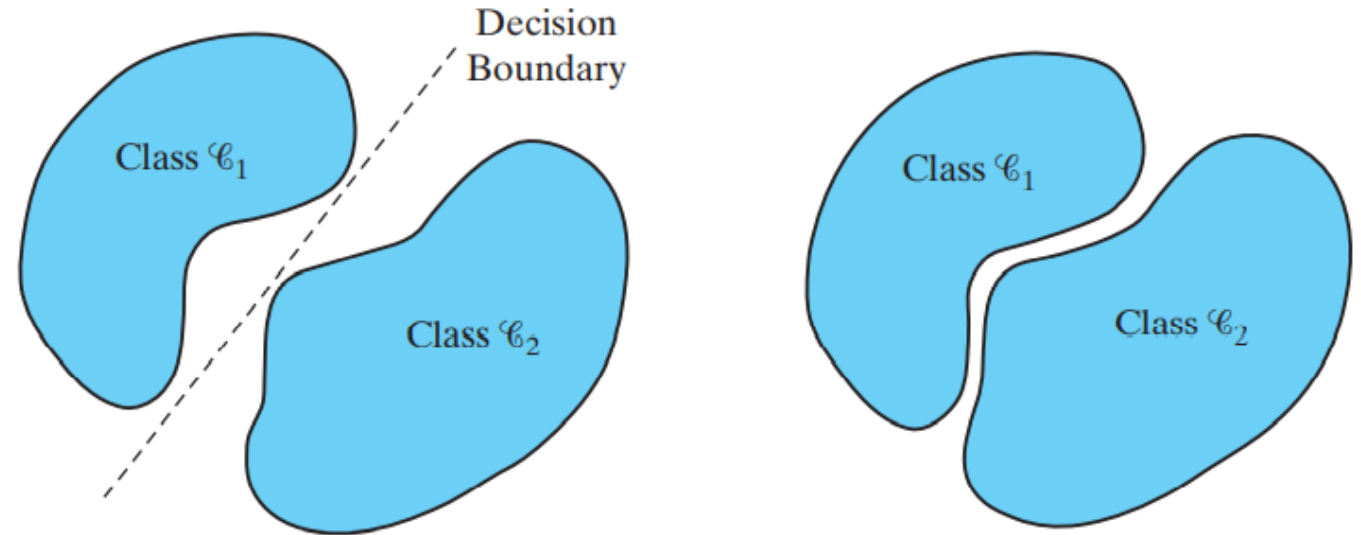 Decision
Boundary
Class 𝒞₁
Class 𝒞₂
Class 𝒞₁
Class 𝒞₂